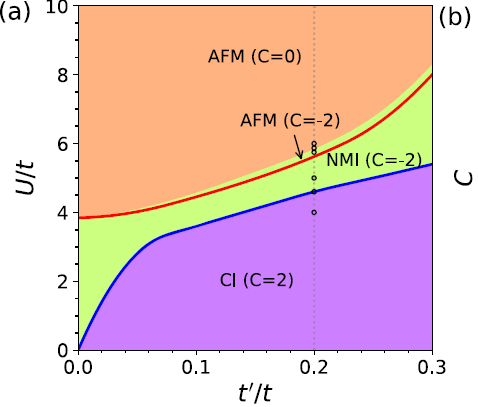 (a)
(b)
10
8
6
4
2
0
U/t
AFM (C=0)
AFM (C=-2)
NMI (C=-2)
CI (C=2)
C
0.0
0.1
0.2
0.3
t′/t